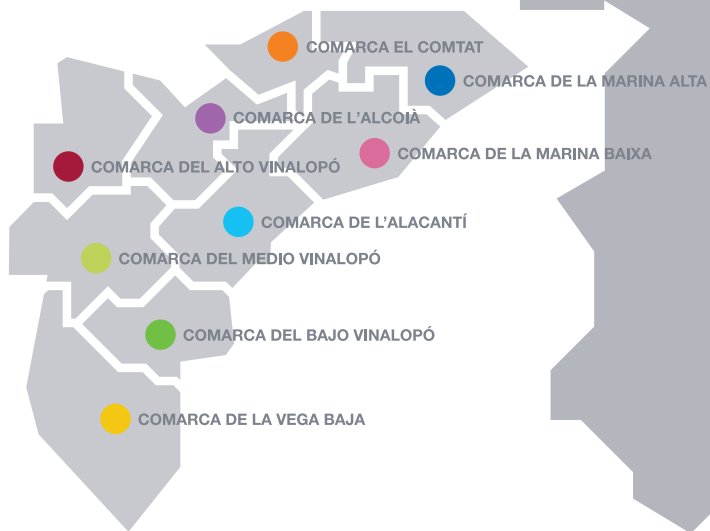 COMARCA EL COMTAT
COMARCA DE LA MARINA ALTA
COMARCA DE L'ALCOIÀ
COMARCA DE LA MARINA BAIXA
COMARCA DEL ALTO VINALOPÓ
COMARCA DE L'ALACANTÍ
COMARCA DEL MEDIO VINALOPÓ
COMARCA DEL BAJO VINALOPÓ
COMARCA DE LA VEGA BAJA